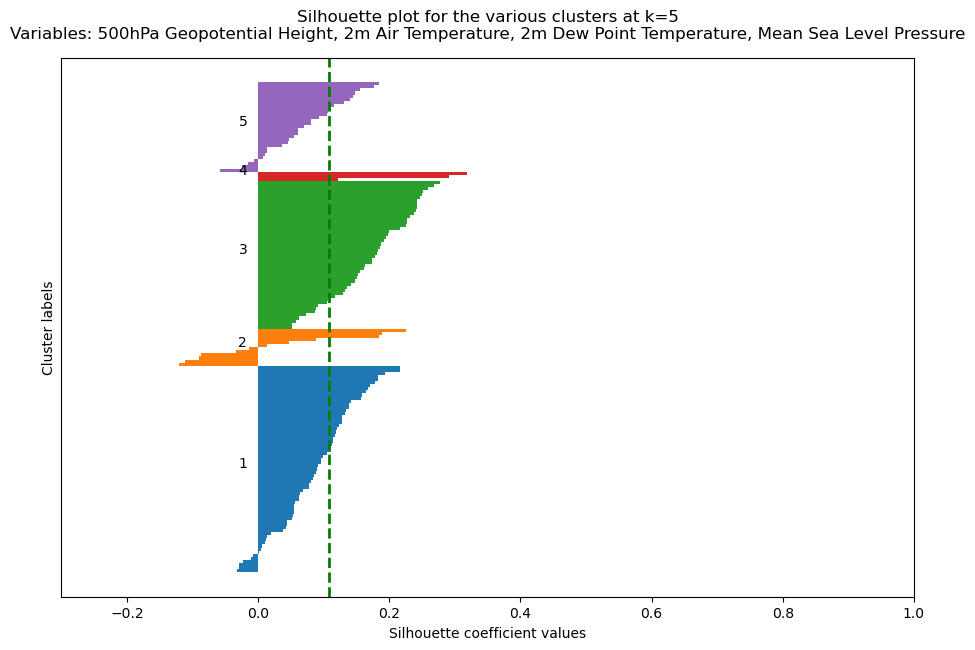 Silhouette plot for the various clusters at k=5
Variables: 500hPa Geopotential Height, 2m Air Temperature, 2m Dew Point Temperature, Mean Sea Level Pressure
5
4
3
2
1
Cluster labels
−0.2 0.0 0.2 0.4 0.6 0.8 1.0
Silhouette coefficient values